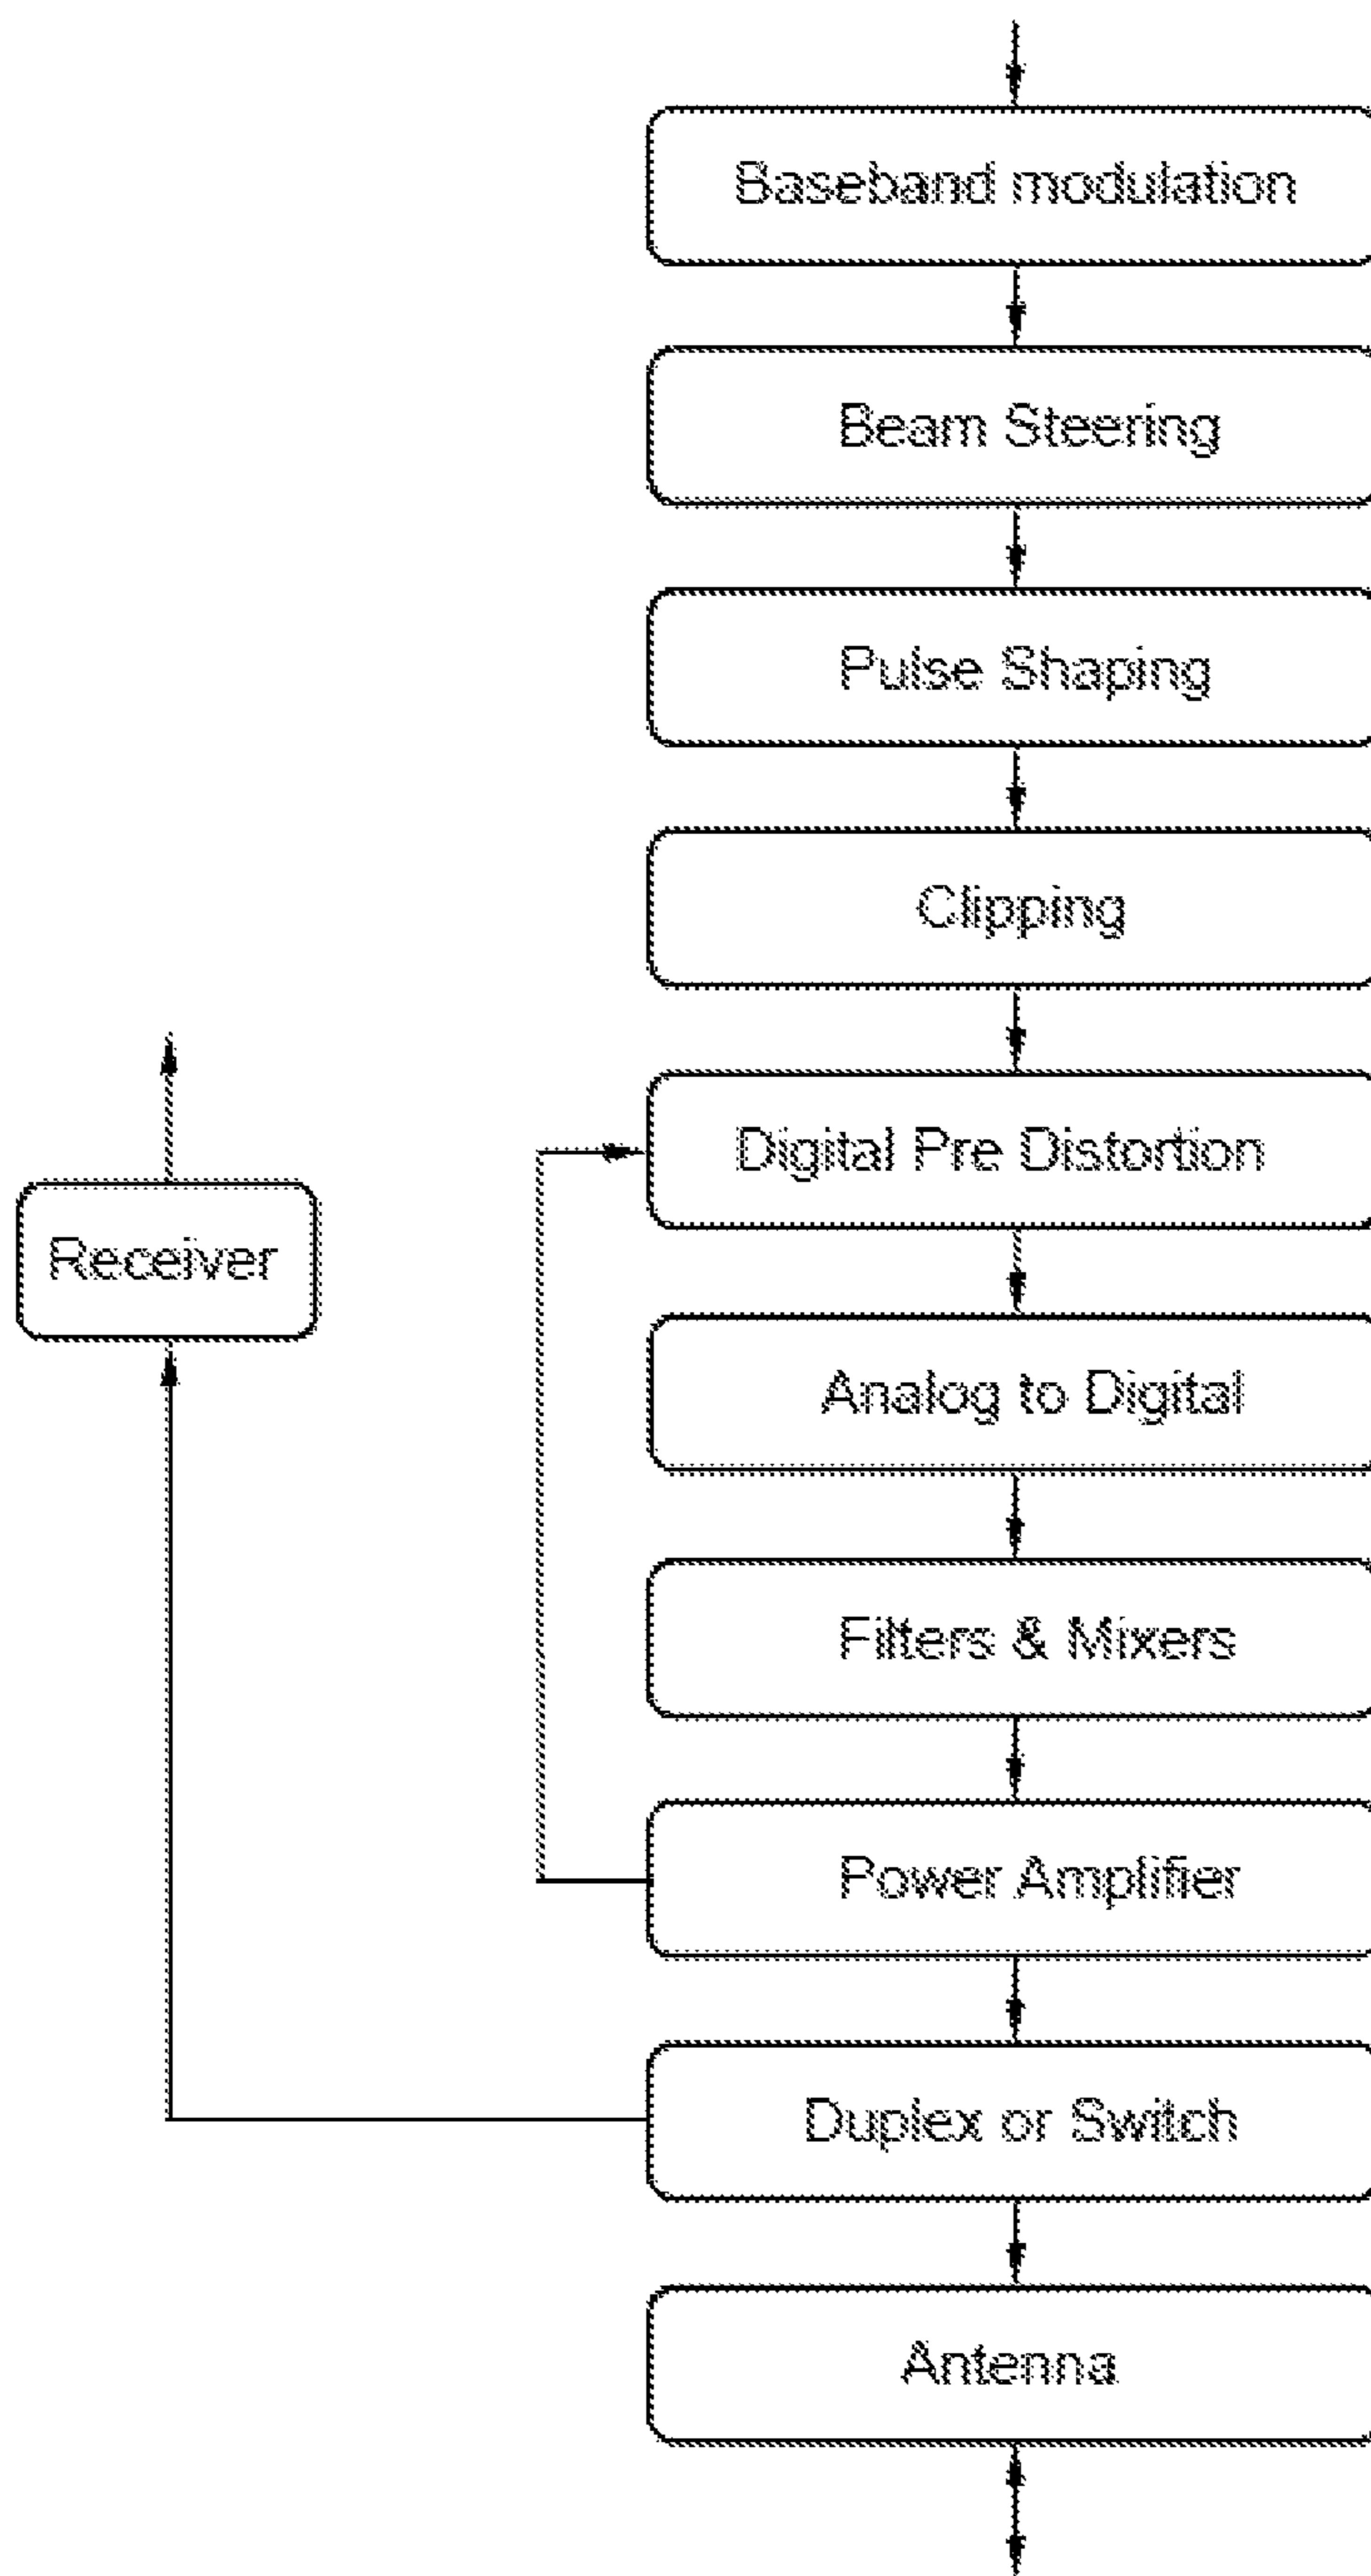 Baseband modulation
Beam Steering
Pulse Shaping
Clipping
Digital Pre Distortion
Receiver
Analog to Digital
Filters & Mixers
Power Amplifier
Duplex or Switch
Antenna